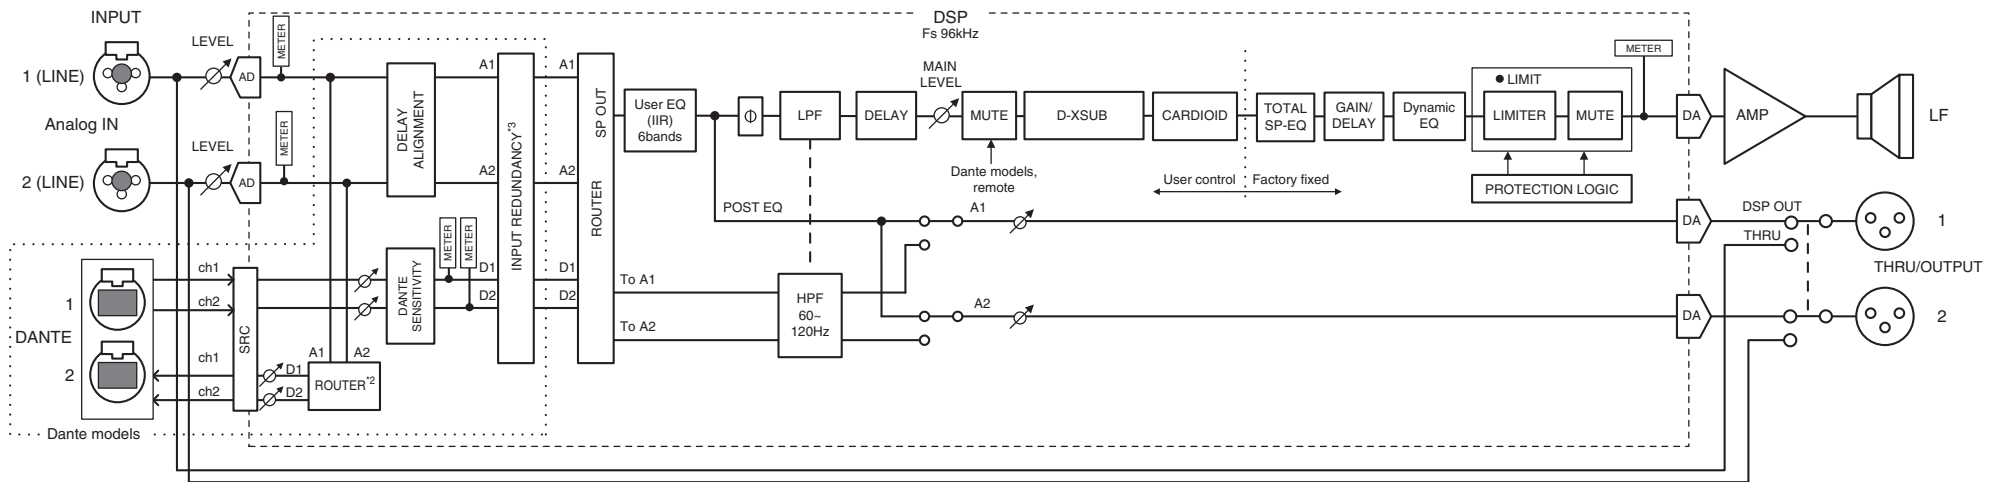 INPUT
DSP
Fs 96kHz
LEVEL
METER
METER
1 (LINE)
AD
A1
A1
MAIN
LEVEL
LIMIT
Analog IN
METER
DELAY
ALIGNMENT
INPUT REDUNDANCY*3
SP OUT
ROUTER
User EQ
(IIR)
6bands
Φ
LPF
DELAY
MUTE
D-XSUB
CARDIOID
TOTAL
SP-EQ
GAIN/
DELAY
Dynamic
EQ
LIMITER
MUTE
DA
AMP
LF
LEVEL
2 (LINE)
AD
A2
A2
Dante models,
remote
User control
Factory fixed
PROTECTION LOGIC
POST EQ
A1
DA
DSP OUT
1
THRU
METER
METER
ch1
D1
D1
To A1
THRU/OUTPUT
1
ch2
SRC
DANTE
SENSITIVITY
D2
D2
HPF
60~
120Hz
A2
DA
2
DANTE
To A2
ch1
A1
A2
2
D1
ROUTER*2
ch2
D2
Dante models